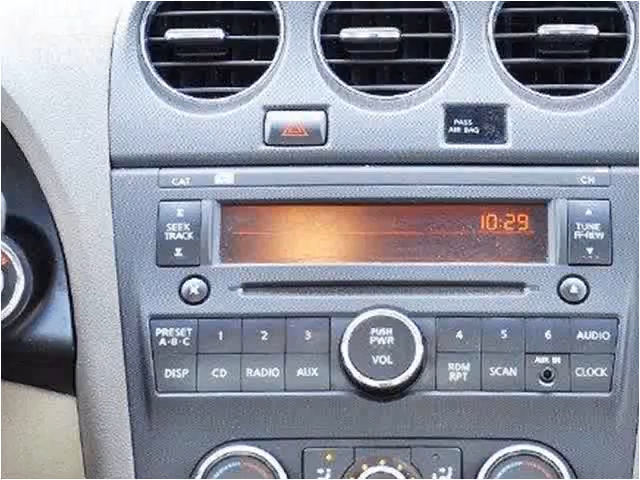 PASS
AIR BAG
CAT CH
SEEK
TRACK
10:29
TUNE
FF·REW
PRESET
A·B·C
1 2 3
PUSH
PWR
VOL
4 5 6 AUDIO
DISP CD RADIO AUX
RDM
RPT
SCAN
AUX IN
CLOCK